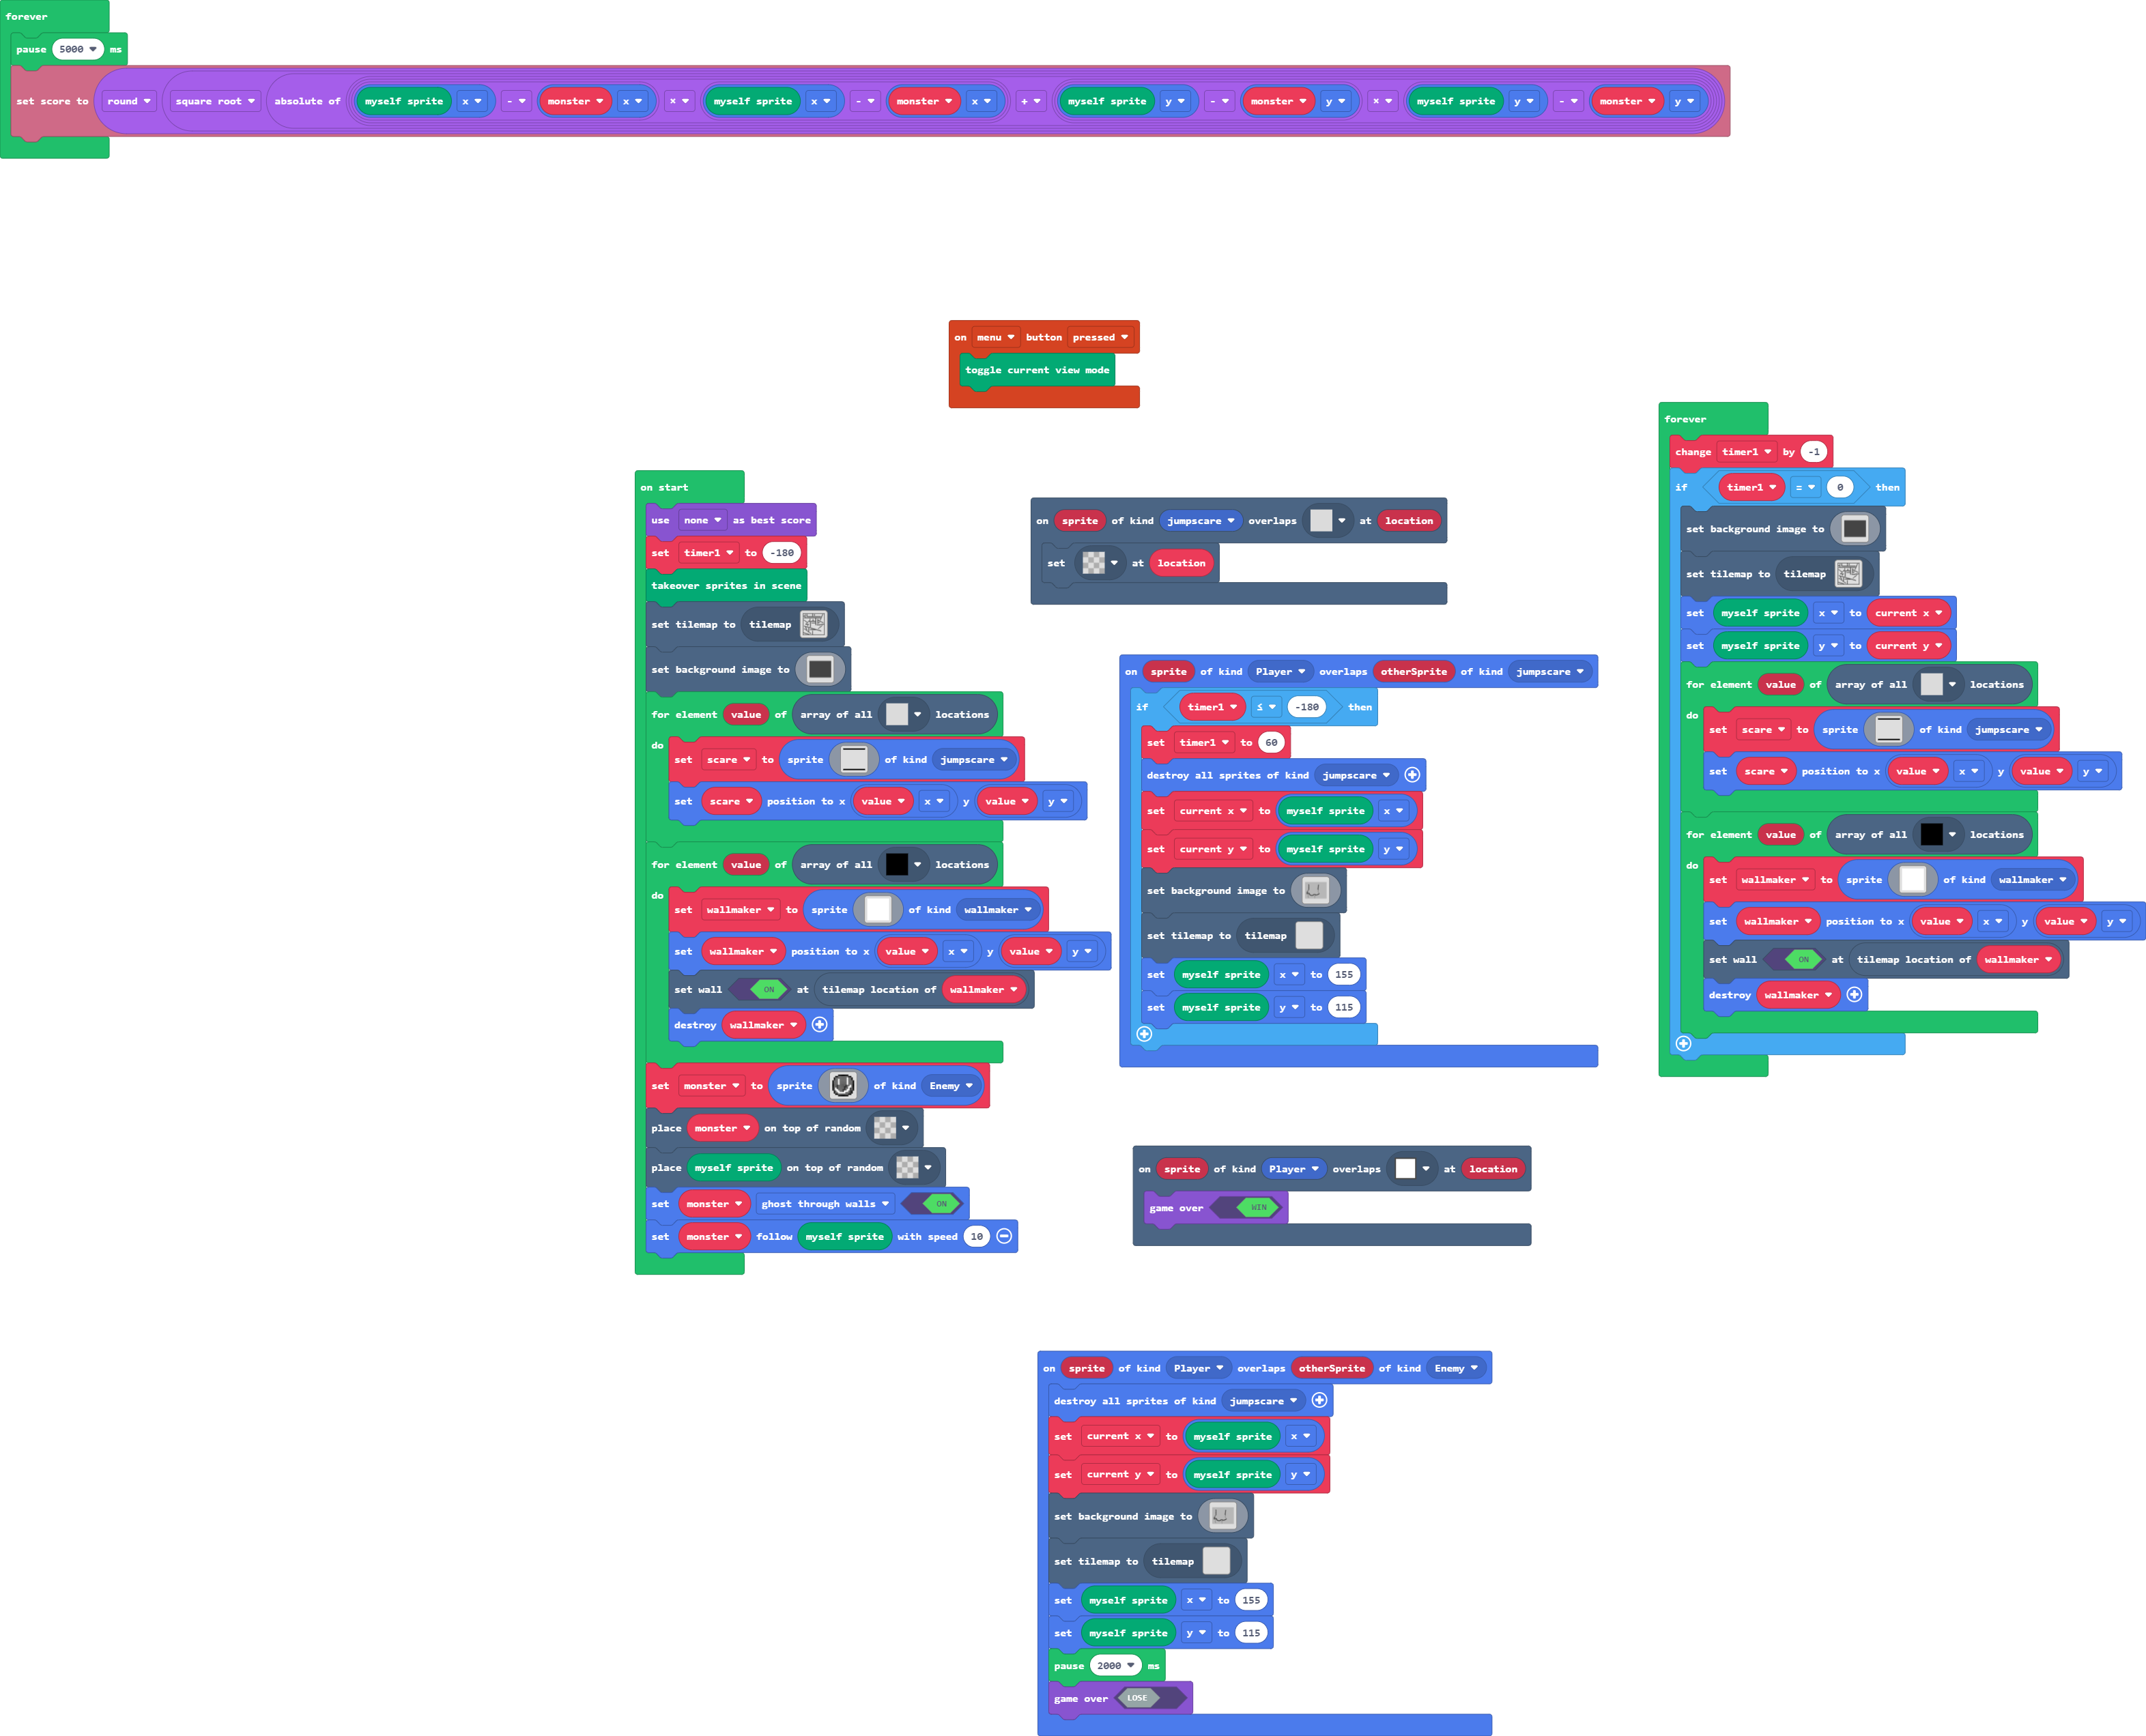 forever
pause 5000 ms
set score to round square root absolute of myself sprite x - monster x × myself sprite x - monster x + myself sprite y - monster y × myself sprite y - monster y
on menu button pressed
toggle current view mode
on start
use none as best score
set timer1 to -180
takeover sprites in scene
set tilemap to tilemap
set background image to
for element value of array of all locations
do
set scare to sprite of kind jumpscare
set scare position to x value x y value y
for element value of array of all locations
do
set wallmaker to sprite of kind wallmaker
set wallmaker position to x value x y value y
set wall ON at tilemap location of wallmaker
destroy wallmaker
set monster to sprite of kind Enemy
place monster on top of random
place myself sprite on top of random
set monster ghost through walls ON
set monster follow myself sprite with speed 10
on sprite of kind jumpscare overlaps at location
set at location
on sprite of kind Player overlaps otherSprite of kind jumpscare
if timer1 ≤ -180 then
set timer1 to 60
destroy all sprites of kind jumpscare
set current x to myself sprite x
set current y to myself sprite y
set background image to
set tilemap to tilemap
set myself sprite x to 155
set myself sprite y to 115
on sprite of kind Player overlaps at location
game over WIN
on sprite of kind Player overlaps otherSprite of kind Enemy
destroy all sprites of kind jumpscare
set current x to myself sprite x
set current y to myself sprite y
set background image to
set tilemap to tilemap
set myself sprite x to 155
set myself sprite y to 115
pause 2000 ms
game over LOSE
forever
change timer1 by -1
if timer1 = 0 then
set background image to
set tilemap to tilemap
set myself sprite x to current x
set myself sprite y to current y
for element value of array of all locations
do
set scare to sprite of kind jumpscare
set scare position to x value x y value y
for element value of array of all locations
do
set wallmaker to sprite of kind wallmaker
set wallmaker position to x value x y value y
set wall ON at tilemap location of wallmaker
destroy wallmaker